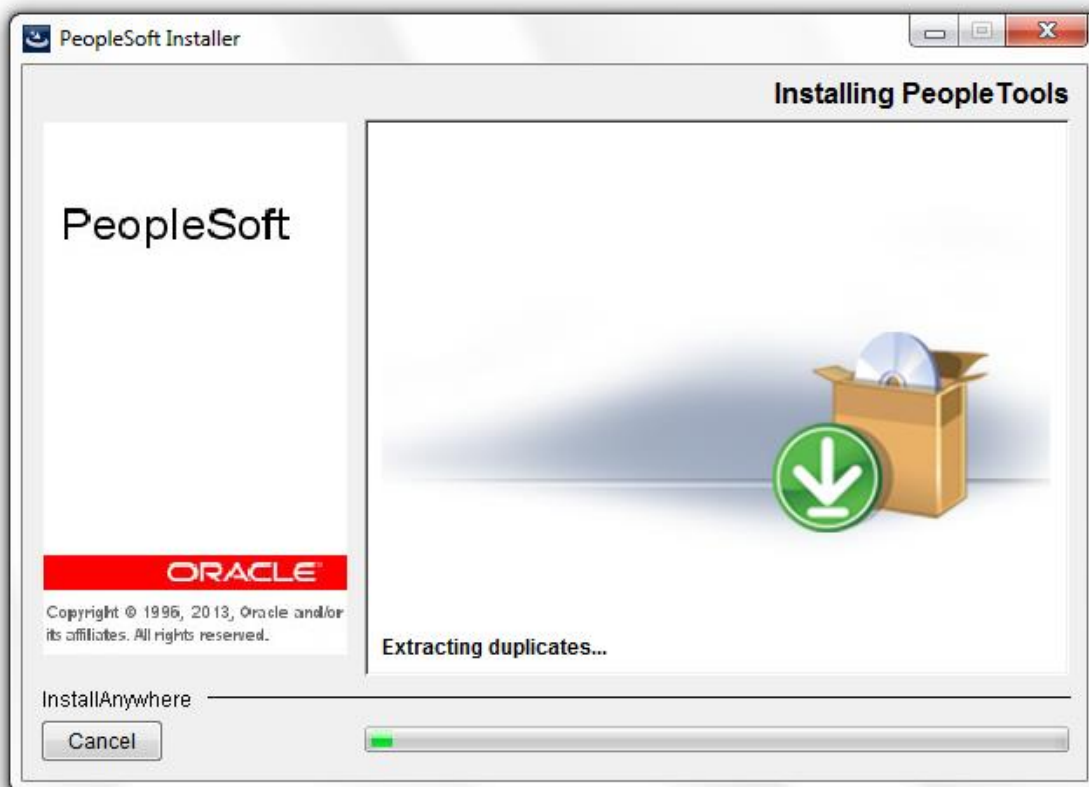 PeopleSoft Installer
Installing PeopleTools
PeopleSoft
ORACLE
Copyright © 1996, 2013, Oracle and/or
its affiliates. All rights reserved.
Extracting duplicates...
InstallAnywhere
Cancel